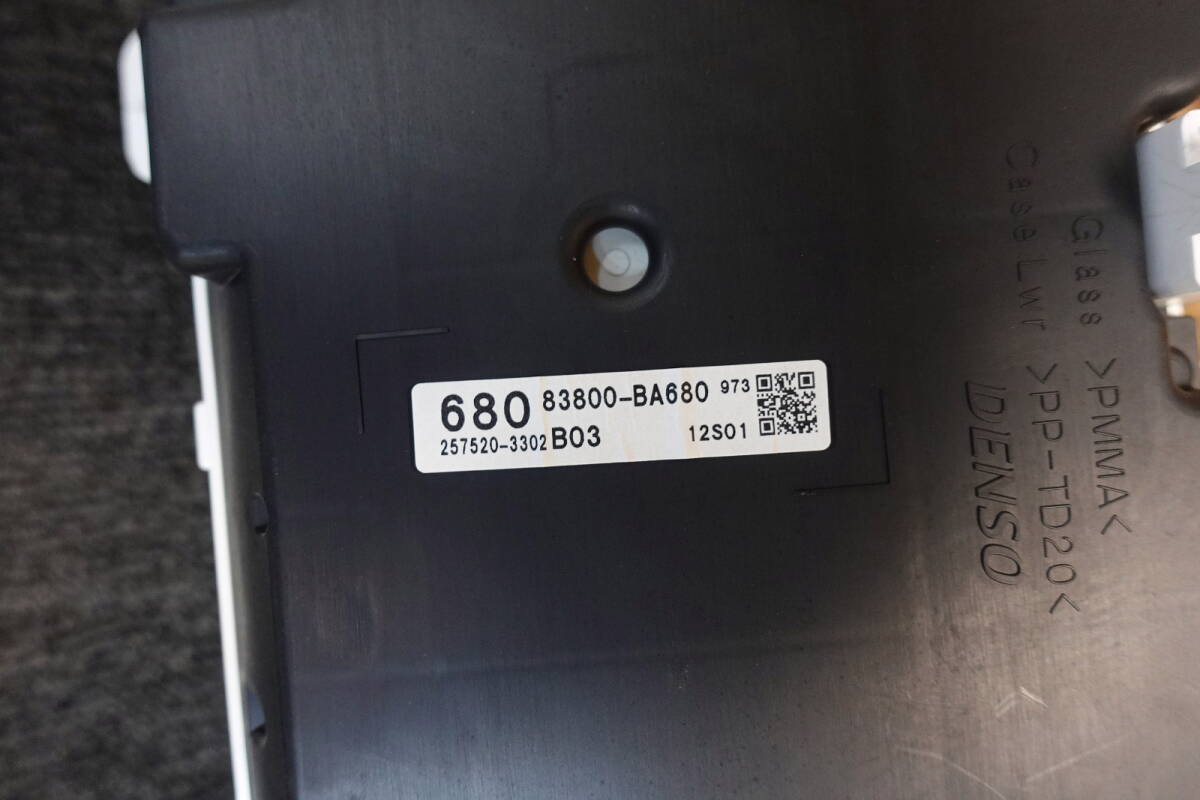 680 83800-BA680 973
257520-3302 B03 12S01
Case Lwr >PP-TD20<
Glass >PMMA<
DENSO